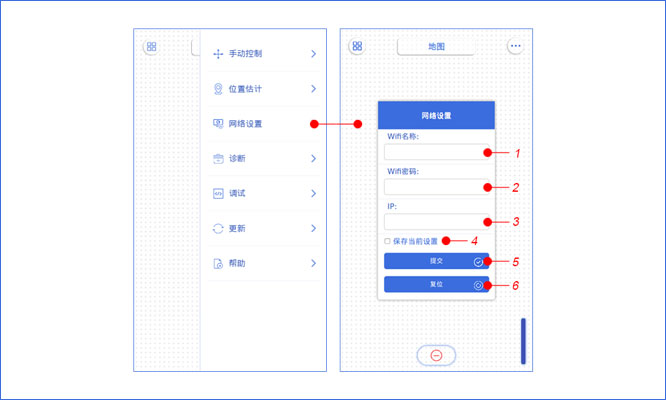 手动控制
位置估计
网络设置
诊断
调试
更新
帮助
地图
网络设置
Wifi名称:
1
Wifi密码:
2
IP:
3
保存当前设置
4
提交
5
复位
6